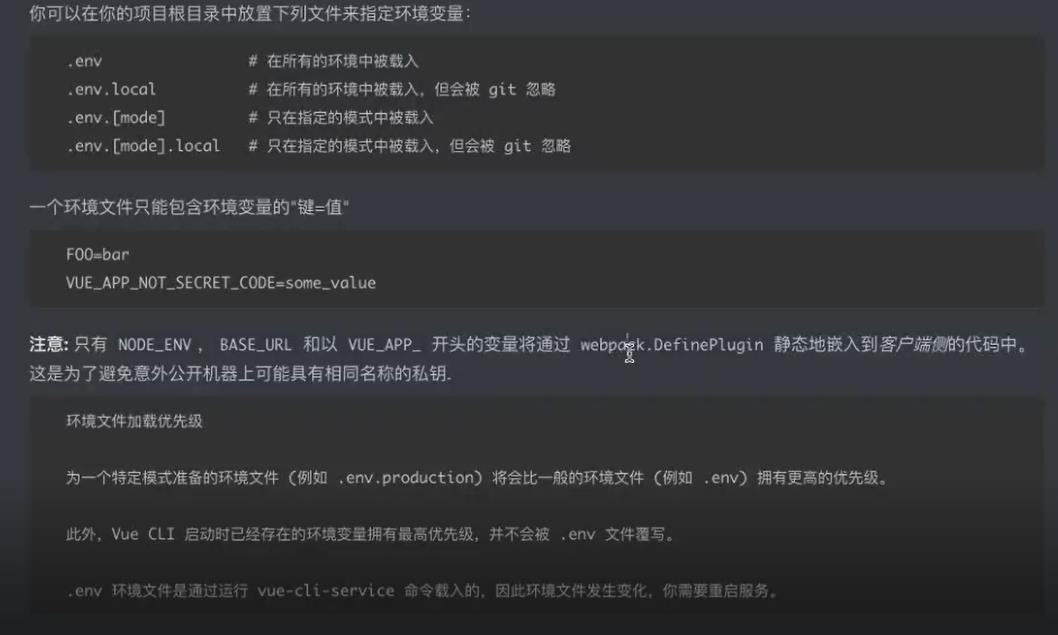 你可以在你的项目根目录中放置下列文件来指定环境变量：
.env # 在所有的环境中被载入
.env.local # 在所有的环境中被载入，但会被 git 忽略
.env.[mode] # 只在指定的模式中被载入
.env.[mode].local # 只在指定的模式中被载入，但会被 git 忽略
一个环境文件只能包含环境变量的"键=值"
FOO=bar
VUE_APP_NOT_SECRET_CODE=some_value
注意: 只有 NODE_ENV， BASE_URL 和以 VUE_APP_ 开头的变量将通过 webpack.DefinePlugin 静态地嵌入到客户端侧的代码中。
这是为了避免意外公开机器上可能具有相同名称的私钥.
环境文件加载优先级
为一个特定模式准备的环境文件 (例如 .env.production) 将会比一般的环境文件 (例如 .env) 拥有更高的优先级。
此外，Vue CLI 启动时已经存在的环境变量拥有最高优先级，并不会被 .env 文件覆写。
.env 环境文件是通过运行 vue-cli-service 命令载入的，因此环境文件发生变化，你需要重启服务。